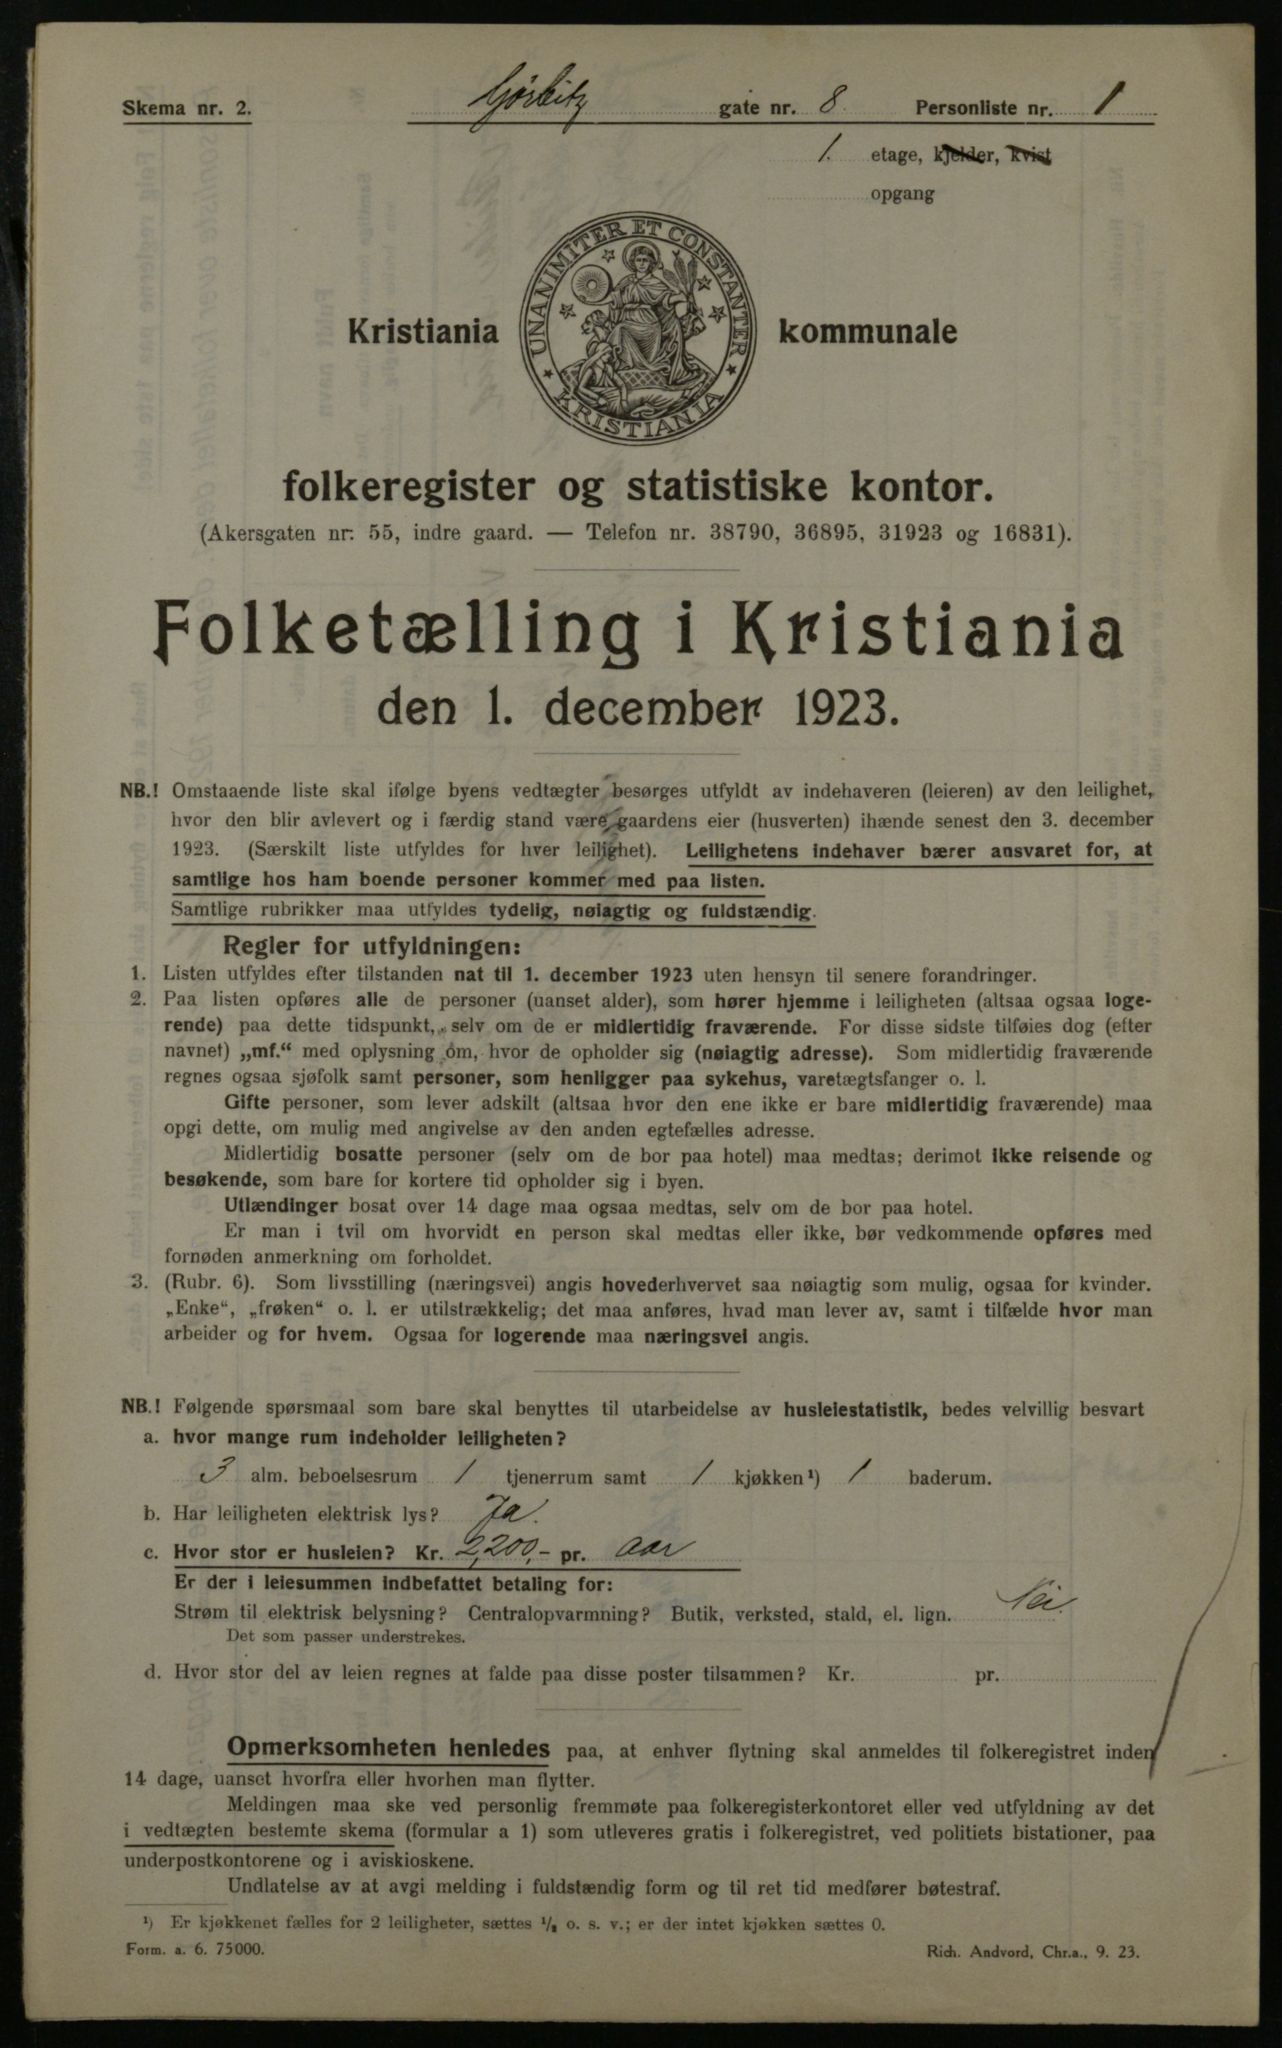 Skema nr. 2. Gørbitz gate nr. 8 Personliste nr. 1
1. etage, kjelder, kvist
opgang
UNANIMITER ET CONSTANTER
KRISTIANIA
Kristiania kommunale
folkeregister og statistiske kontor.
(Akersgaten nr. 55, indre gaard. — Telefon nr. 38790, 36895, 31923 og 16831).
Folketælling i Kristiania
den 1. december 1923.
NB.! Omstaaende liste skal ifølge byens vedtægter besørges utfyldt av indehaveren (leieren) av den leilighet,
hvor den blir avlevert og i færdig stand være gaardens eier (husverten) ihænde senest den 3. december
1923. (Særskilt liste utfyldes for hver leilighet). Leilighetens indehaver bærer ansvaret for, at
samtlige hos ham boende personer kommer med paa listen.
Samtlige rubrikker maa utfyldes tydelig, nøiagtig og fuldstændig.
Regler for utfyldningen:
1. Listen utfyldes efter tilstanden nat til 1. december 1923 uten hensyn til senere forandringer.
2. Paa listen opføres alle de personer (uanset alder), som hører hjemme i leiligheten (altsaa ogsaa loge-
rende) paa dette tidspunkt, selv om de er midlertidig fraværende. For disse sidste tilføies dog (efter
navnet) „mf.“ med oplysning om, hvor de opholder sig (nøiagtig adresse). Som midlertidig fraværende
regnes ogsaa sjøfolk samt personer, som henligger paa sykehus, varetægtsfanger o. l.
Gifte personer, som lever adskilt (altsaa hvor den ene ikke er bare midlertidig fraværende) maa
opgi dette, om mulig med angivelse av den anden egtefælles adresse.
Midlertidig bosatte personer (selv om de bor paa hotel) maa medtas; derimot ikke reisende og
besøkende, som bare for kortere tid opholder sig i byen.
Utlændinger bosat over 14 dage maa ogsaa medtas, selv om de bor paa hotel.
Er man i tvil om hvorvidt en person skal medtas eller ikke, bør vedkommende opføres med
fornøden anmerkning om forholdet.
3. (Rubr. 6). Som livsstilling (næringsvei) angis hovederhvervet saa nøiagtig som mulig, ogsaa for kvinder.
„Enke“, „frøken“ o. l. er utilstrækkelig; det maa anføres, hvad man lever av, samt i tilfælde hvor man
arbeider og for hvem. Ogsaa for logerende maa næringsvei angis.
NB.! Følgende spørsmaal som bare skal benyttes til utarbeidelse av husleiestatistik, bedes velvillig besvart
a. hvor mange rum indeholder leiligheten?
3 alm. beboelsesrum 1 tjenerrum samt 1 kjøkken¹) 1 baderum.
b. Har leiligheten elektrisk lys? Ja.
c. Hvor stor er husleien? Kr. 2,200,- pr. Aar
Er der i leiesummen indbefattet betaling for:
Strøm til elektrisk belysning? Centralopvarmning? Butik, verksted, stald, el. lign. Nei.
Det som passer understrekes.
d. Hvor stor del av leien regnes at falde paa disse poster tilsammen? Kr. pr.
Opmerksomheten henledes paa, at enhver flytning skal anmeldes til folkeregistret inden
14 dage, uanset hvorfra eller hvorhen man flytter.
Meldingen maa ske ved personlig fremmøte paa folkeregisterkontoret eller ved utfyldning av det
i vedtægten bestemte skema (formular a 1) som utleveres gratis i folkeregistret, ved politiets bistationer, paa
underpostkontorene og i aviskioskene.
Undlatelse av at avgi melding i fuldstændig form og til ret tid medfører bøtestraf.
¹) Er kjøkkenet fælles for 2 leiligheter, sættes ½ o. s. v.; er der intet kjøkken sættes 0.
Form. a. 6. 75000. Rich. Andvord, Chr.a., 9. 23.